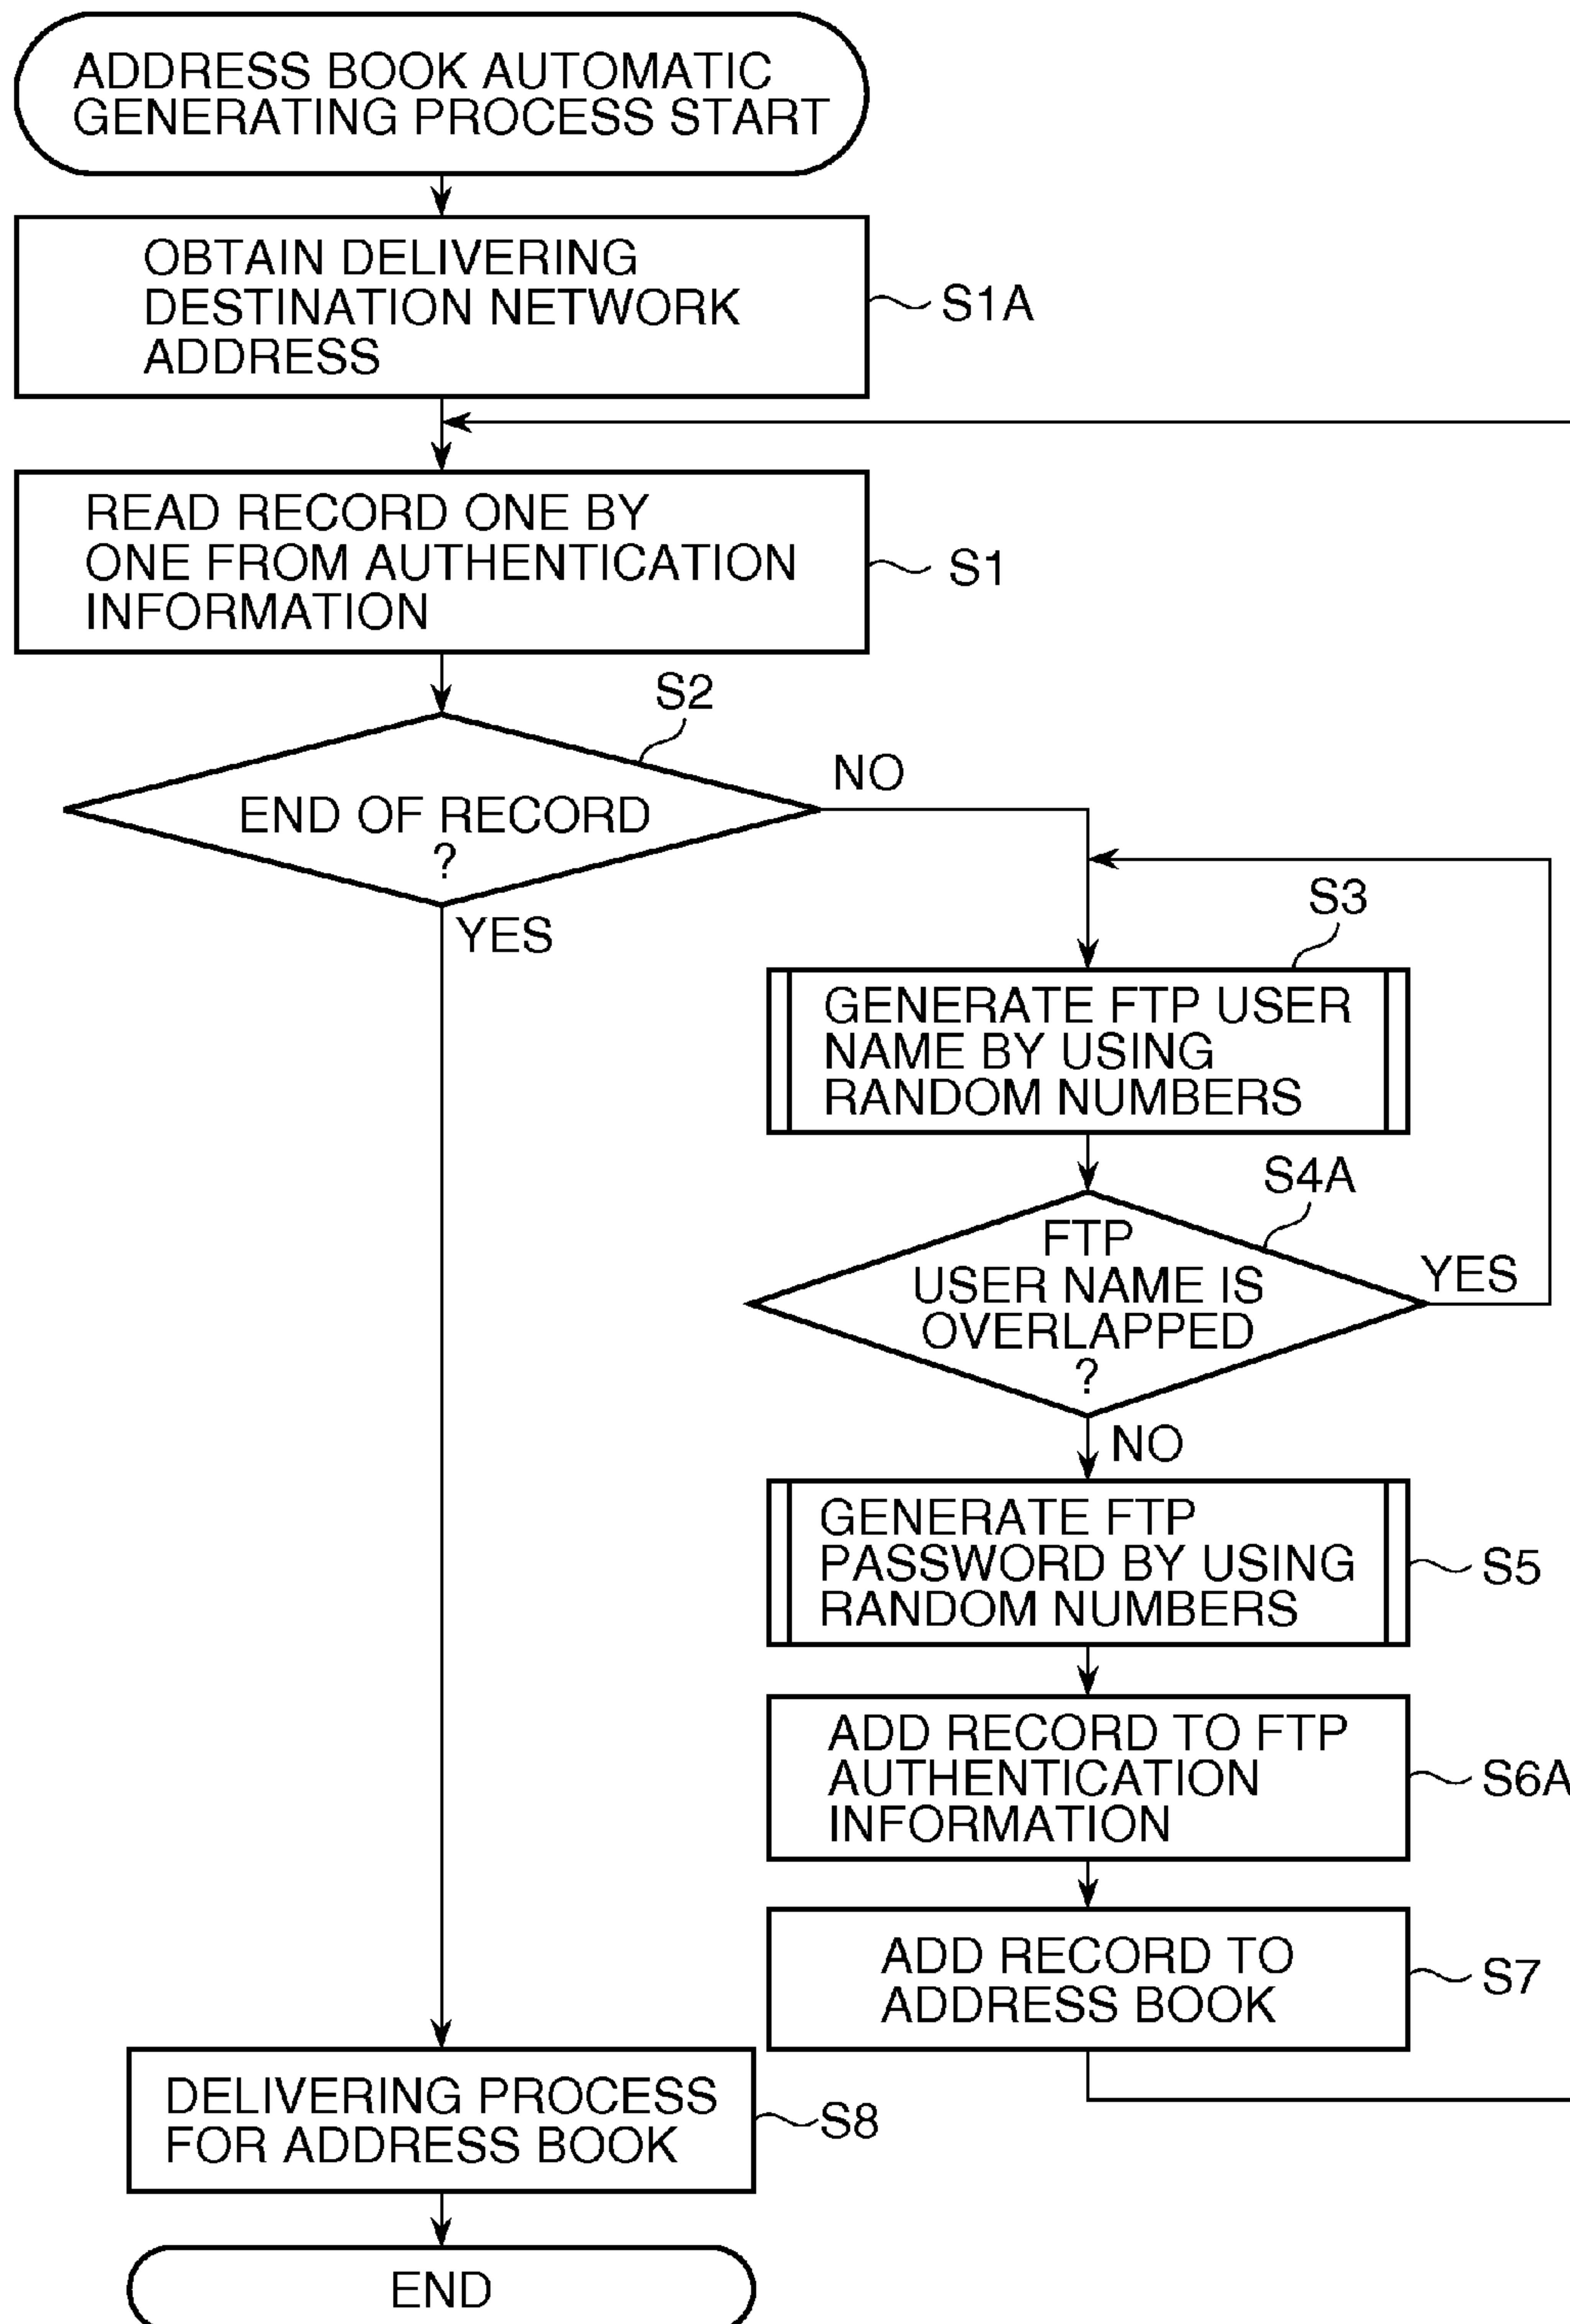 ADDRESS BOOK AUTOMATIC
GENERATING PROCESS START
OBTAIN DELIVERING
DESTINATION NETWORK
ADDRESS
S1A
READ RECORD ONE BY
ONE FROM AUTHENTICATION
INFORMATION
S1
S2
END OF RECORD
?
NO
YES
S3
GENERATE FTP USER
NAME BY USING
RANDOM NUMBERS
S4A
FTP
USER NAME IS
OVERLAPPED
?
YES
NO
GENERATE FTP
PASSWORD BY USING
RANDOM NUMBERS
S5
ADD RECORD TO FTP
AUTHENTICATION
INFORMATION
S6A
ADD RECORD TO
ADDRESS BOOK
S7
DELIVERING PROCESS
FOR ADDRESS BOOK
S8
END